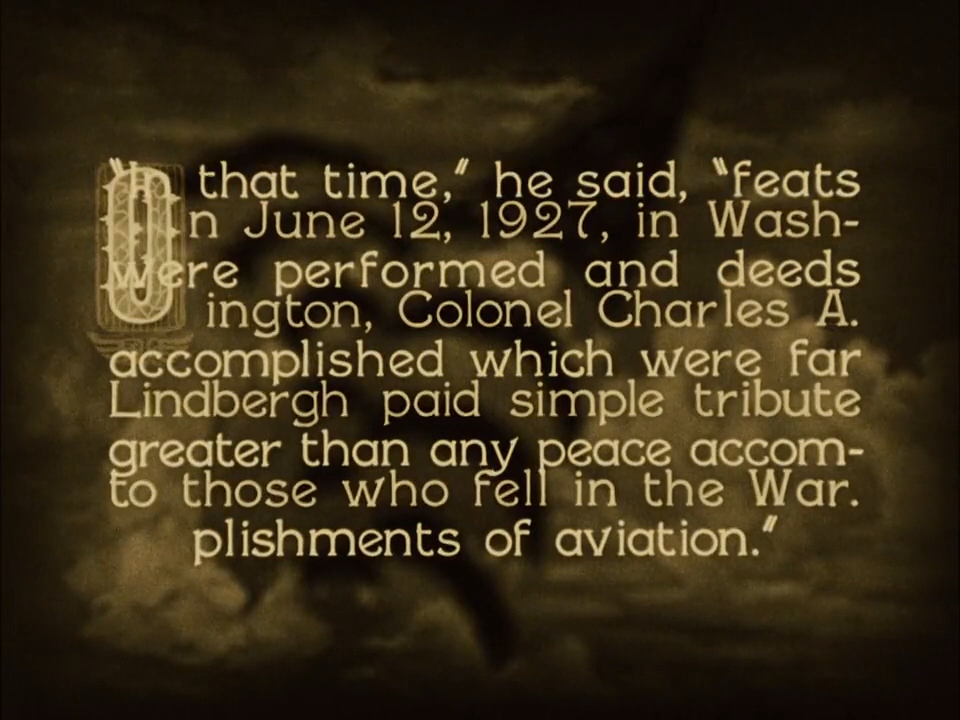 On June 12, 1927, in Wash-
ington, Colonel Charles A.
Lindbergh paid simple tribute
to those who fell in the War.
"In that time," he said, "feats
were performed and deeds
accomplished which were far
greater than any peace accom-
plishments of aviation."